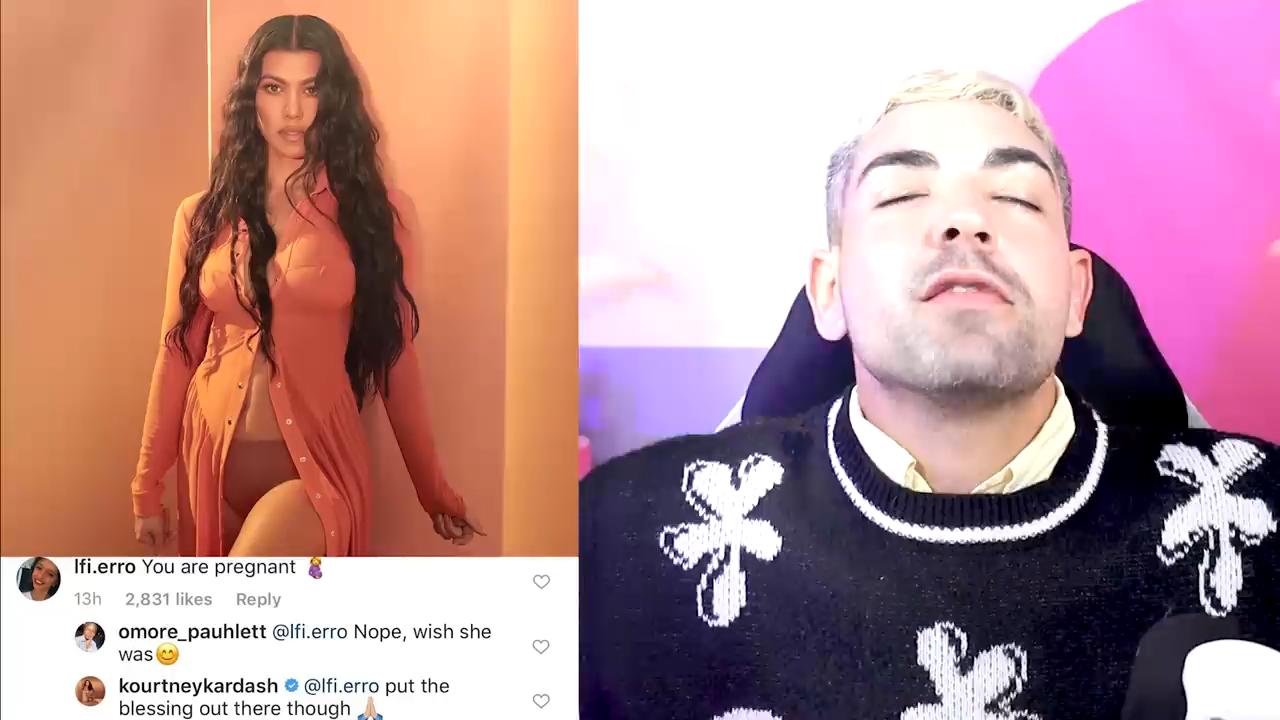 lfi.erro You are pregnant 🤰
13h 2,831 likes Reply
omore_pauhlett @lfi.erro Nope, wish she
was😊
kourtneykardash @lfi.erro put the
blessing out there though 🙏🏼